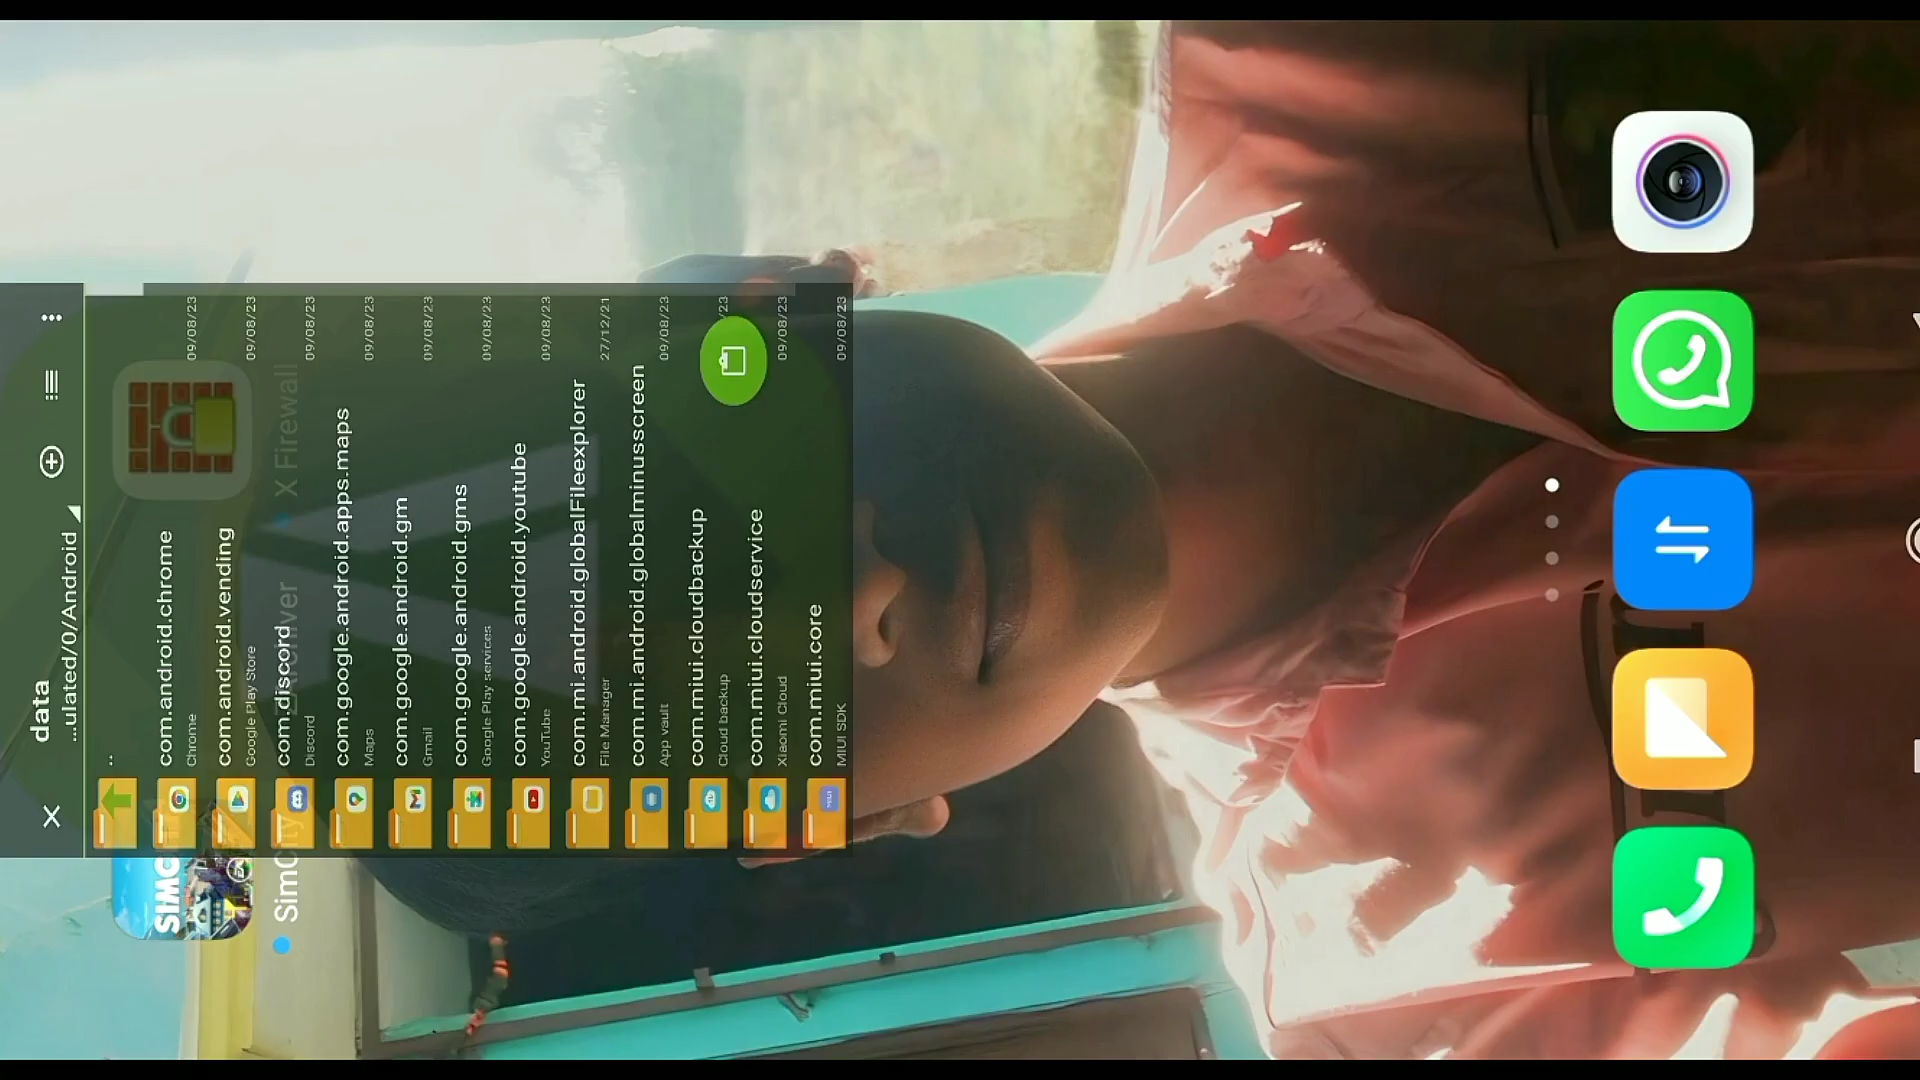 data
...ulated/0/Android
..
com.android.chrome
Chrome
09/08/23
com.android.vending
Google Play Store
09/08/23
com.discord
Discord
09/08/23
com.google.android.apps.maps
Maps
09/08/23
com.google.android.gm
Gmail
09/08/23
com.google.android.gms
Google Play services
09/08/23
com.google.android.youtube
YouTube
09/08/23
com.mi.android.globalFileexplorer
File Manager
27/12/21
com.mi.android.globalminusscreen
App vault
09/08/23
com.miui.cloudbackup
Cloud backup
/23
com.miui.cloudservice
Xiaomi Cloud
09/08/23
com.miui.core
MIUI SDK
09/08/23
SIMC
SimCity
X Firewall